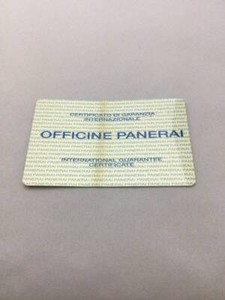 CERTIFICATO DI GARANZIA
INTERNAZIONALE
OFFICINE PANERAI
INTERNATIONAL GUARANTEE
CERTIFICATE